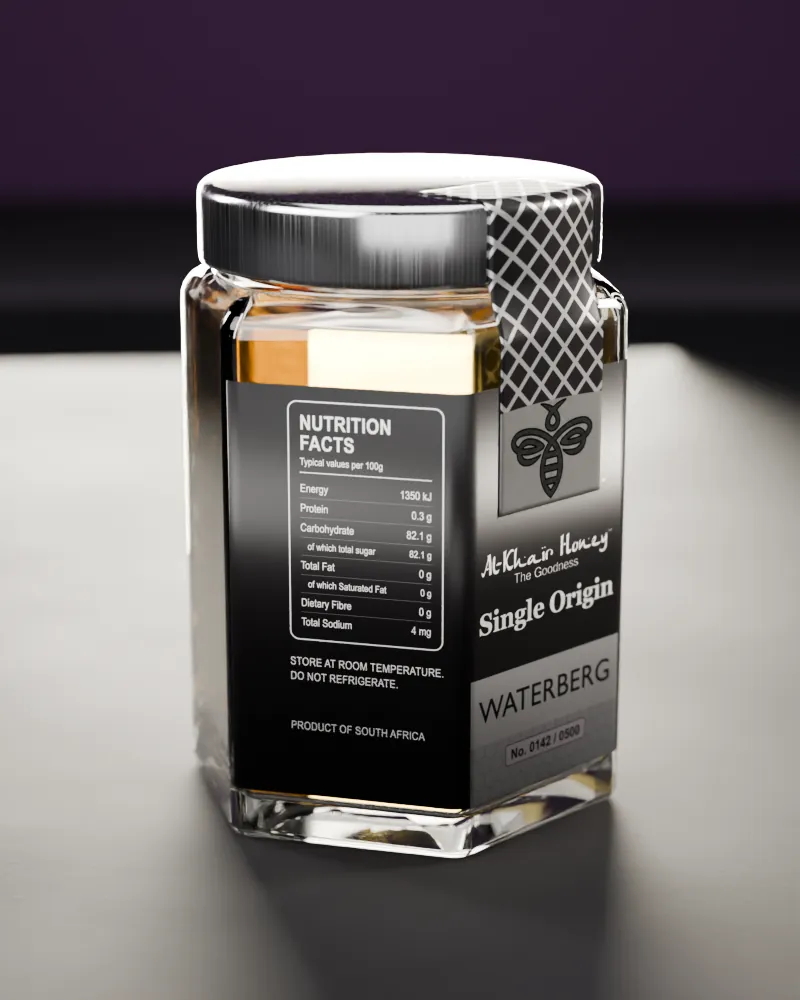 NUTRITION
FACTS
Typical values per 100g
Energy 1350 kJ
Protein 0.3 g
Carbohydrate 82.1 g
of which total sugar 82.1 g
Total Fat 0 g
of which Saturated Fat 0 g
Dietary Fibre 0 g
Total Sodium 4 mg
STORE AT ROOM TEMPERATURE.
DO NOT REFRIGERATE.
PRODUCT OF SOUTH AFRICA
Al-Khair Honey
The Goodness
Single Origin
WATERBERG
No. 0142 / 0500